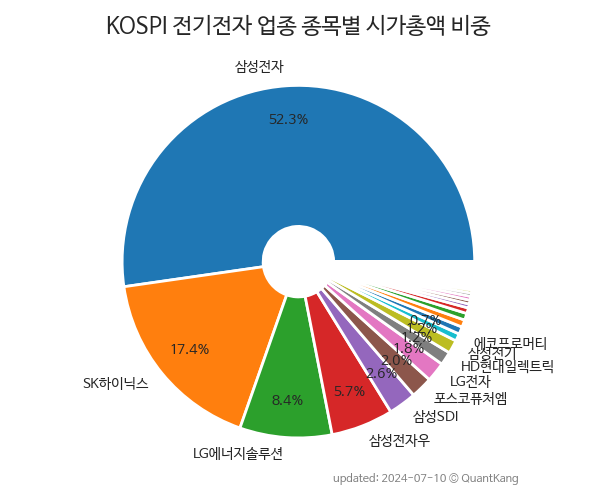 KOSPI 전기전자 업종 종목별 시가총액 비중
삼성전자
52.3%
SK하이닉스
17.4%
LG에너지솔루션
8.4%
삼성전자우
5.7%
삼성SDI
2.6%
포스코퓨처엠
2.0%
LG전자
1.8%
HD현대일렉트릭
1.2%
삼성전기
1.2%
에코프로머티
0.7%
updated: 2024-07-10 © QuantKang